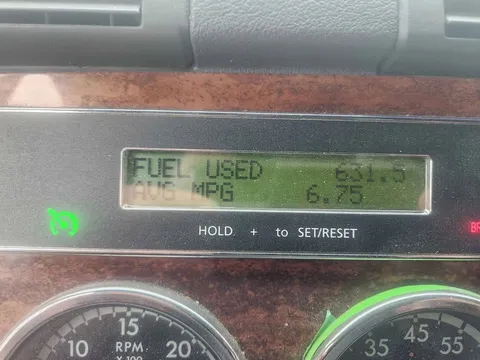 FUEL USED 631.5
AVG MPG 6.75
HOLD + to SET/RESET
BR
10 15 20
RPM
X 100
35 45 55